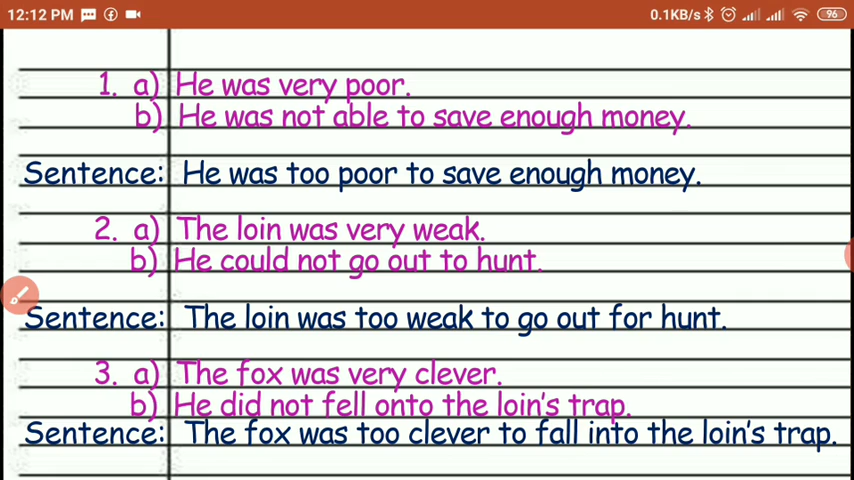 12:12 PM 0.1KB/s 96
1. a) He was very poor.
b) He was not able to save enough money.
Sentence: He was too poor to save enough money.
2. a) The loin was very weak.
b) He could not go out to hunt.
Sentence: The loin was too weak to go out for hunt.
3. a) The fox was very clever.
b) He did not fell onto the loin's trap.
Sentence: The fox was too clever to fall into the loin's trap.